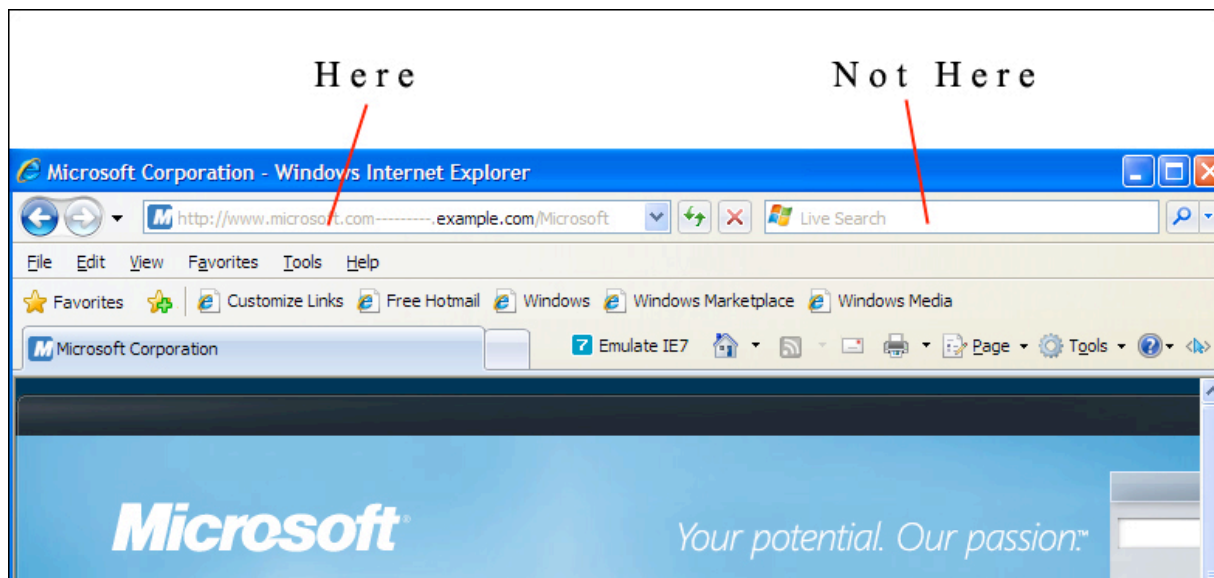 Here Not Here
Microsoft Corporation - Windows Internet Explorer
http://www.microsoft.com---------.example.com/Microsoft Live Search
File Edit View Favorites Tools Help
Favorites Customize Links Free Hotmail Windows Windows Marketplace Windows Media
Microsoft Corporation 7 Emulate IE7 Page Tools
Microsoft® Your potential. Our passion.™